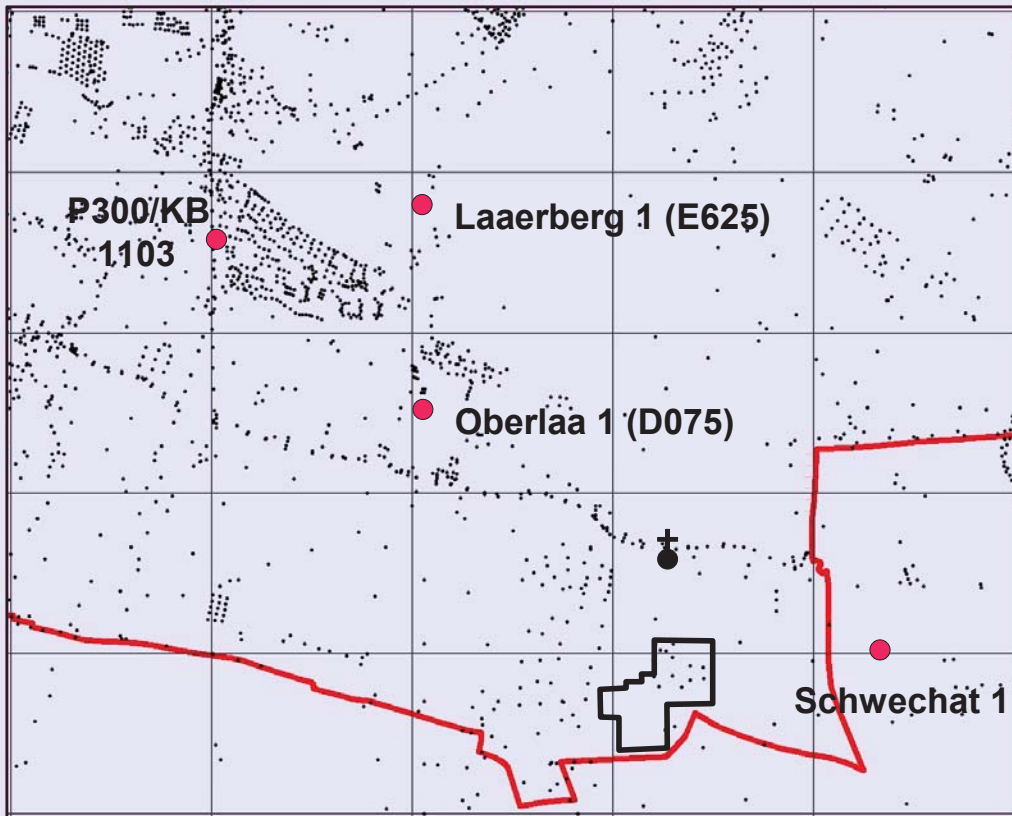 P300/KB
1103
Laaerberg 1 (E625)
Oberlaa 1 (D075)
Schwechat 1